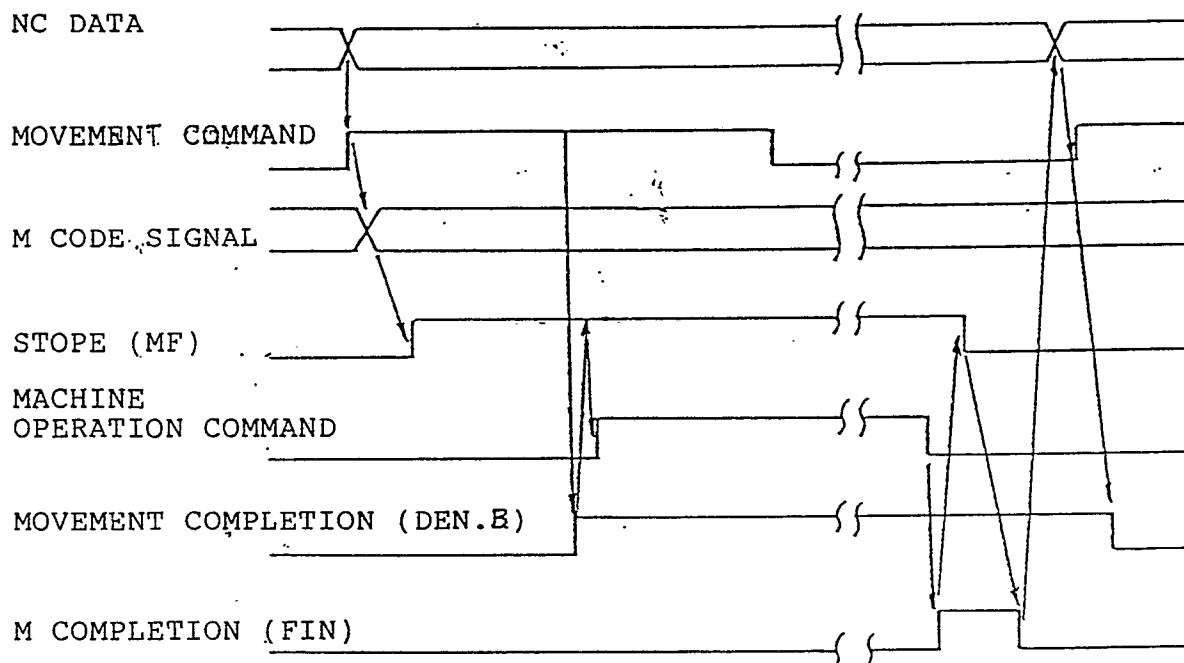 NC DATA
MOVEMENT COMMAND
M CODE SIGNAL
STOPE (MF)
MACHINE
OPERATION COMMAND
MOVEMENT COMPLETION (DEN.B)
M COMPLETION (FIN)